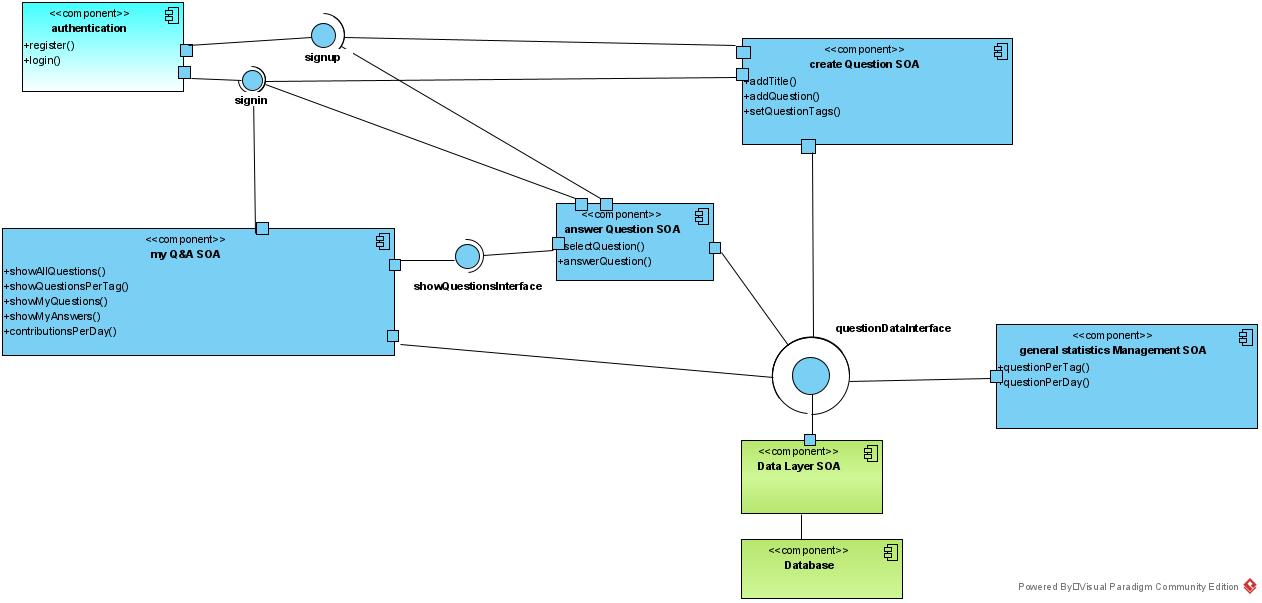 <<component>>
authentication
+register()
+login()
signup
signin
<<component>>
create Question SOA
+addTitle()
+addQuestion()
+setQuestionTags()
<<component>>
my Q&A SOA
+showAllQuestions()
+showQuestionsPerTag()
+showMyQuestions()
+showMyAnswers()
+contributionsPerDay()
showQuestionsInterface
<<component>>
answer Question SOA
+selectQuestion()
+answerQuestion()
questionDataInterface
<<component>>
general statistics Management SOA
+questionPerTag()
+questionPerDay()
<<component>>
Data Layer SOA
<<component>>
Database
Powered By Visual Paradigm Community Edition